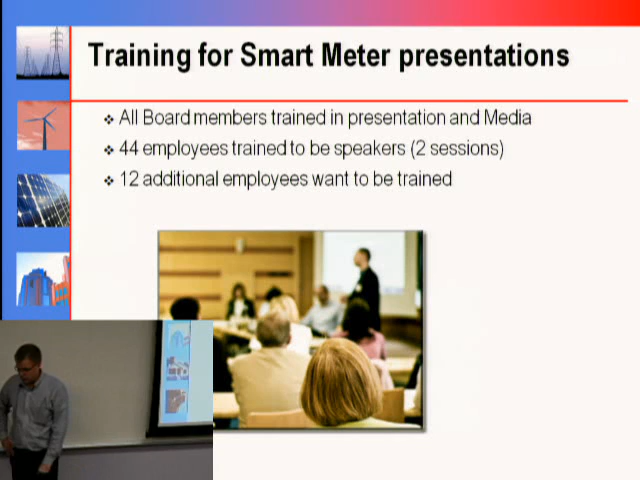 Training for Smart Meter presentations
❖ All Board members trained in presentation and Media
❖ 44 employees trained to be speakers (2 sessions)
❖ 12 additional employees want to be trained